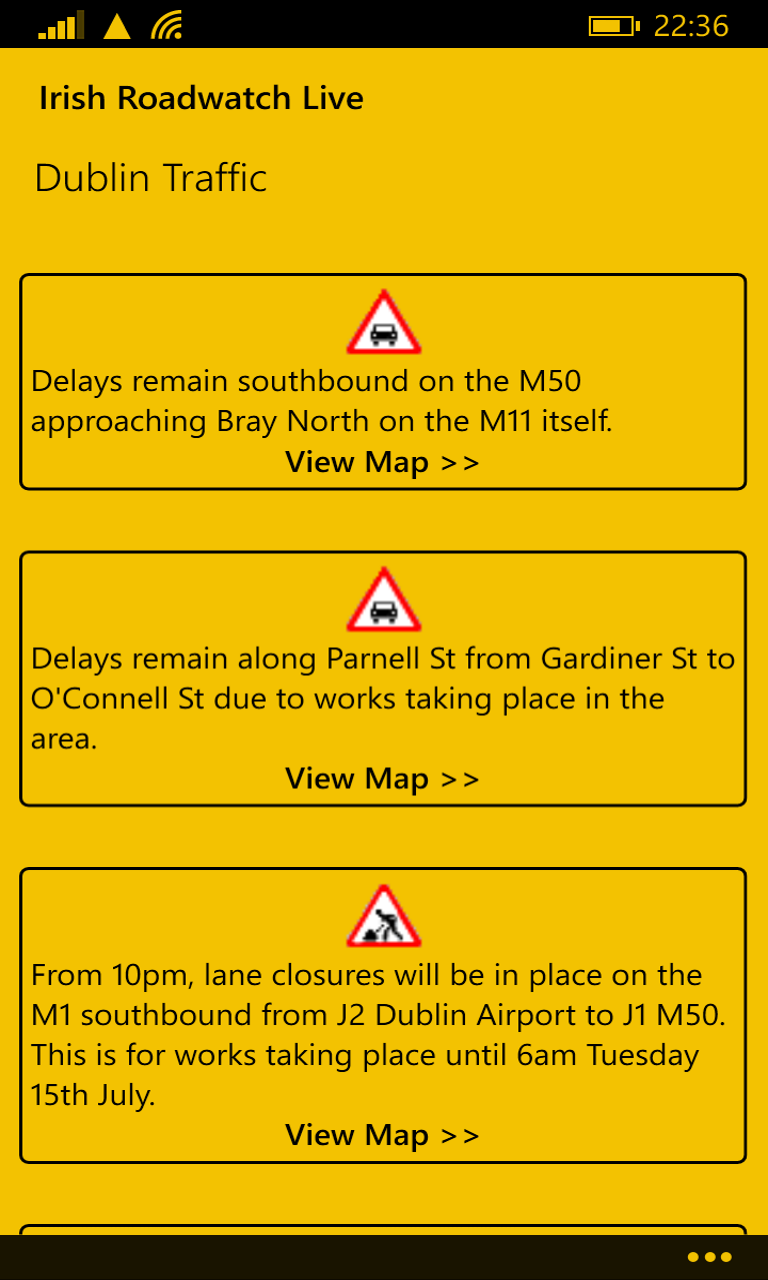 22:36
Irish Roadwatch Live
Dublin Traffic
Delays remain southbound on the M50
approaching Bray North on the M11 itself.
View Map >>
Delays remain along Parnell St from Gardiner St to
O'Connell St due to works taking place in the
area.
View Map >>
From 10pm, lane closures will be in place on the
M1 southbound from J2 Dublin Airport to J1 M50.
This is for works taking place until 6am Tuesday
15th July.
View Map >>